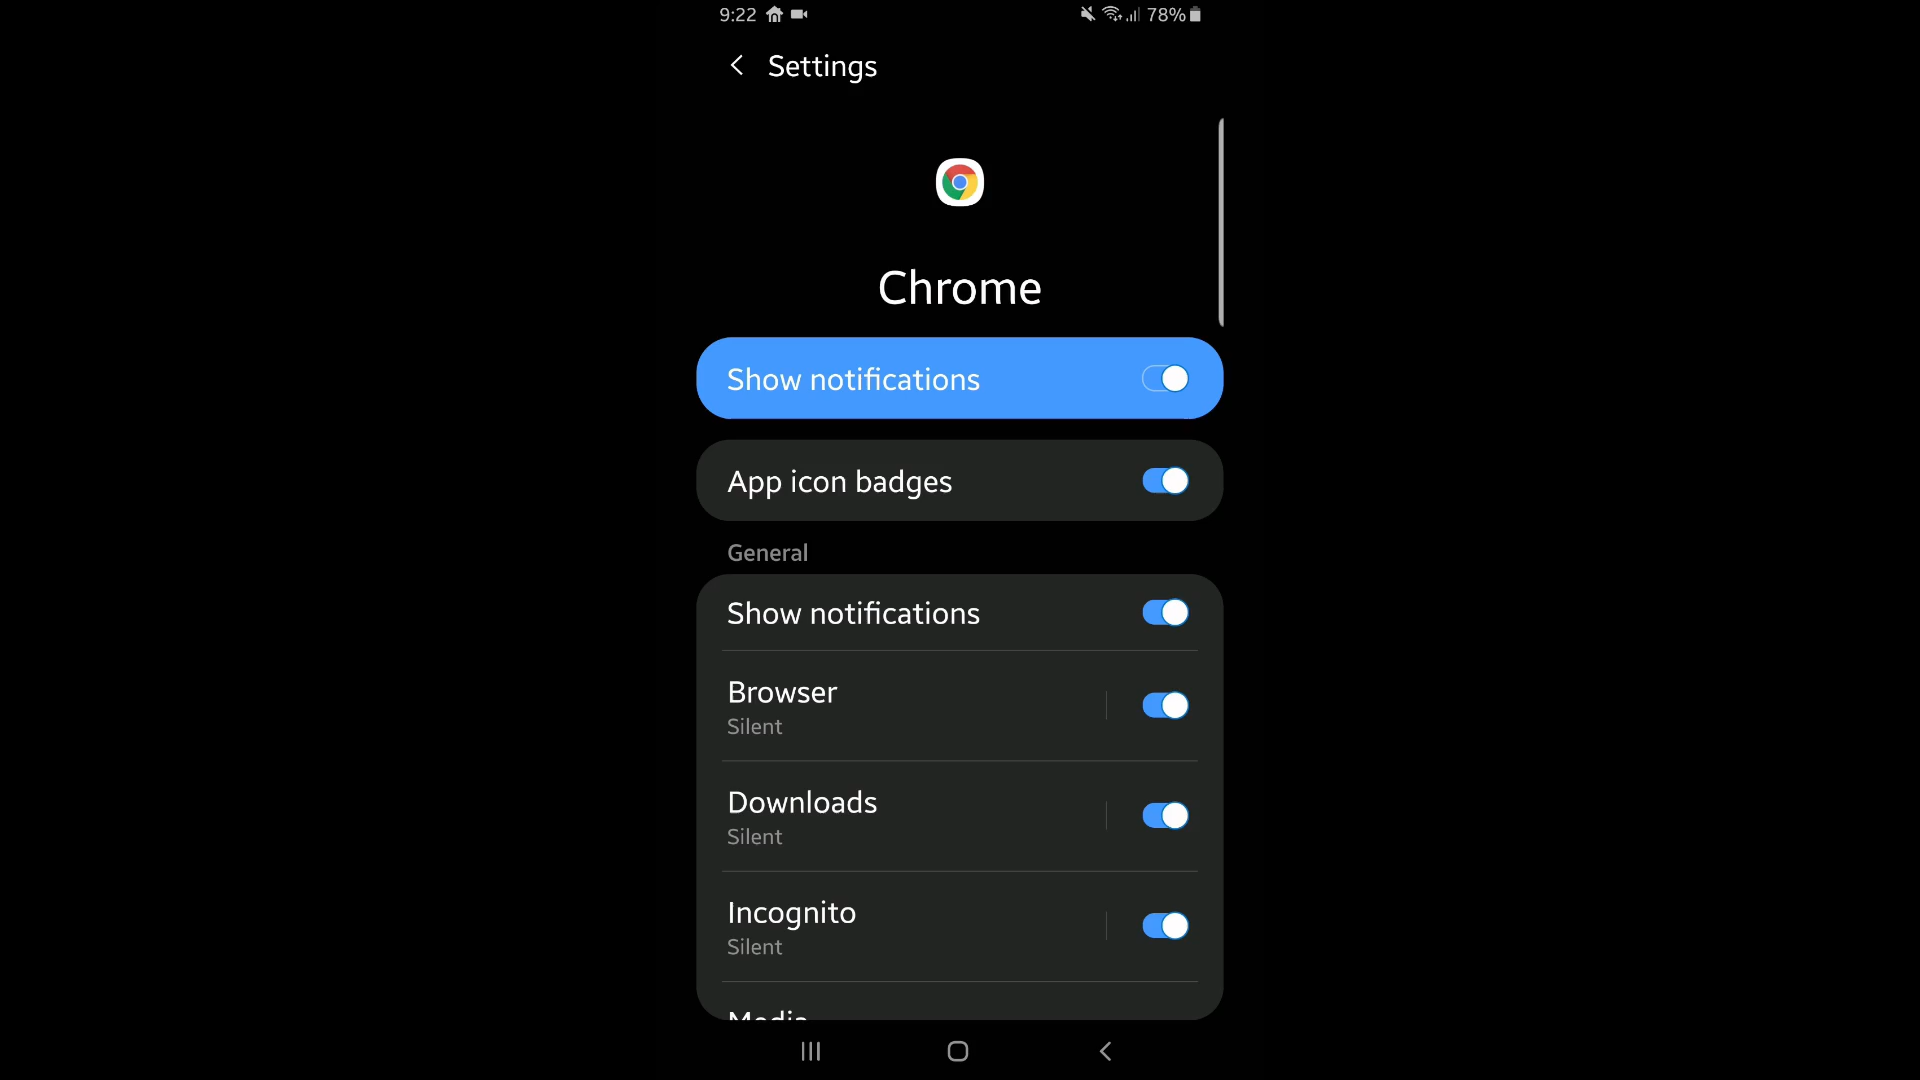 9:22 78%
Settings
Chrome
Show notifications
App icon badges
General
Show notifications
Browser
Silent
Downloads
Silent
Incognito
Silent
Media